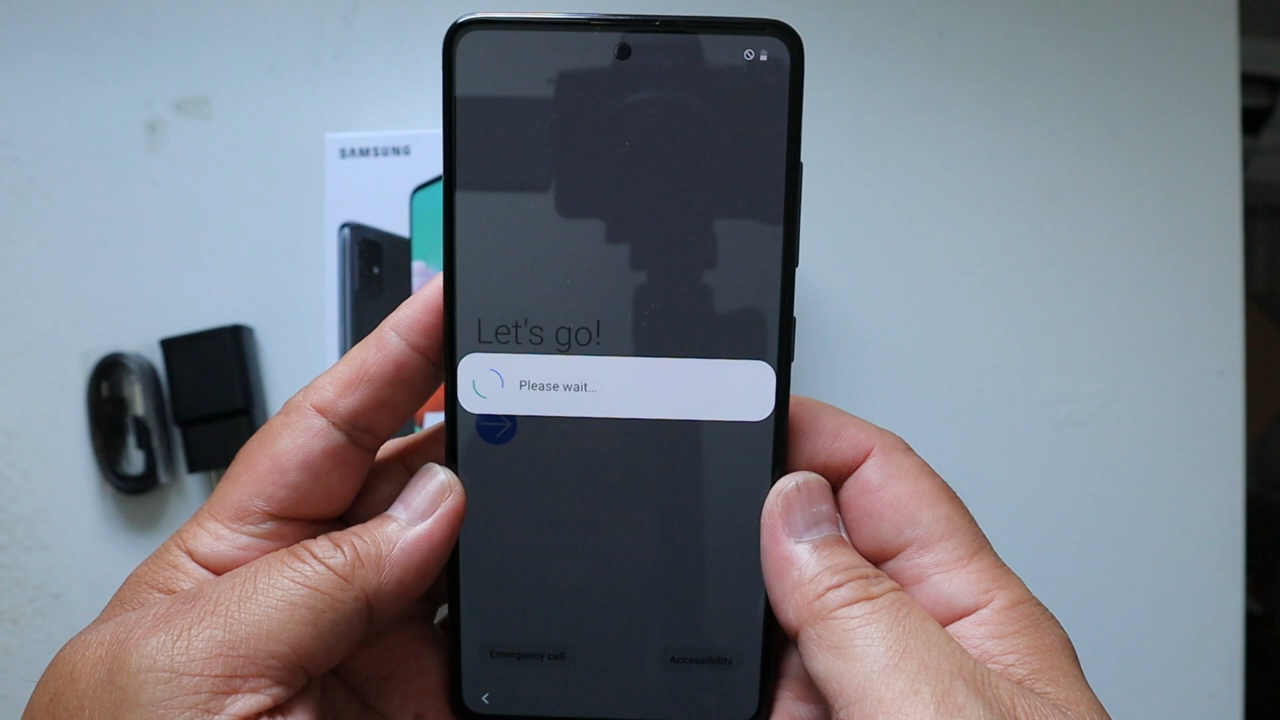 SAMSUNG
Let's go!
Please wait...
Emergency call
Accessibility